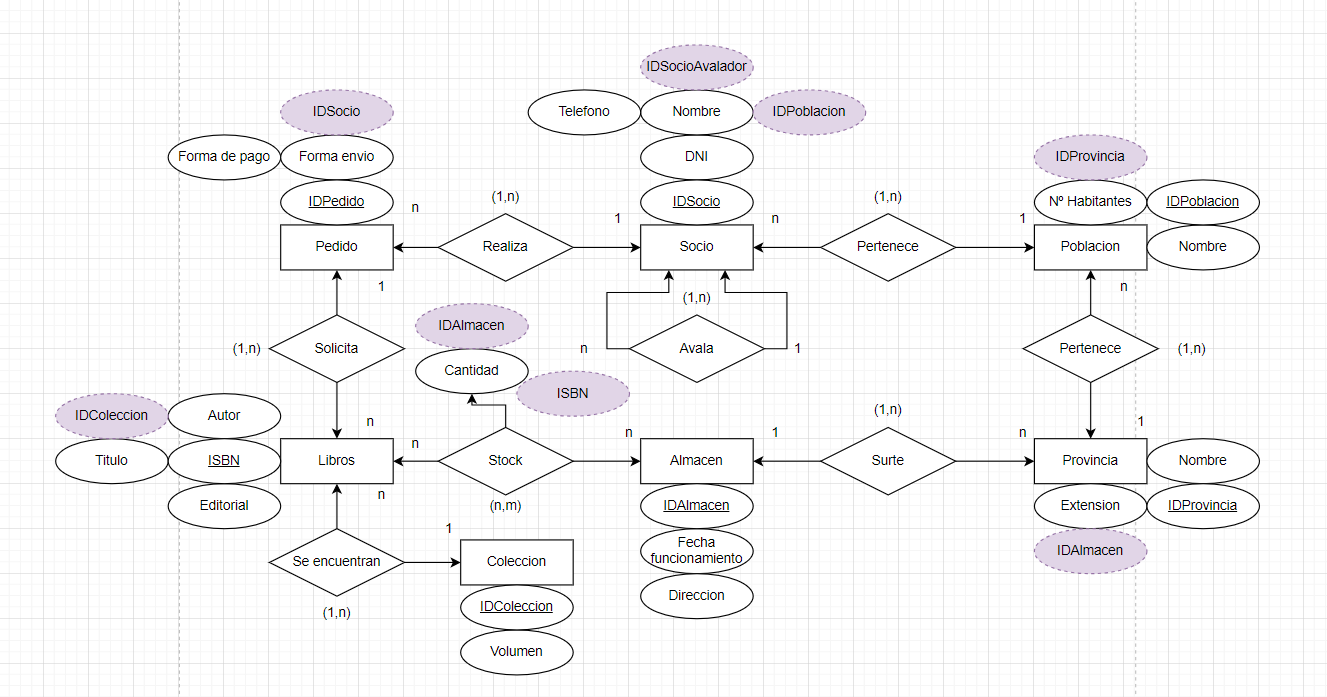 IDSocioAvalador
IDSocio
Telefono
Nombre
IDPoblacion
Forma de pago
Forma envio
DNI
IDProvincia
IDPedido
IDSocio
Nº Habitantes
IDPoblacion
n
(1,n)
1
n
(1,n)
1
Pedido
Realiza
Socio
Pertenece
Poblacion
Nombre
1
(1,n)
n
IDAlmacen
(1,n)
Solicita
n
Avala
1
Pertenece
(1,n)
Cantidad
ISBN
IDColeccion
Autor
n
n
n
1
(1,n)
n
1
Titulo
ISBN
Libros
Stock
Almacen
Surte
Provincia
Nombre
Editorial
n
(n,m)
IDAlmacen
Extension
IDProvincia
1
Fecha
funcionamiento
IDAlmacen
Se encuentran
Coleccion
Direccion
(1,n)
IDColeccion
Volumen